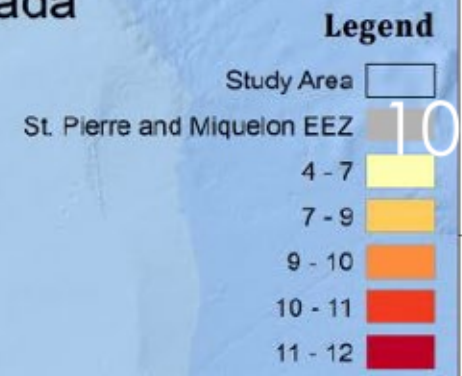 Legend
Study Area
St. Pierre and Miquelon EEZ
10
4 - 7
7 - 9
9 - 10
10 - 11
11 - 12